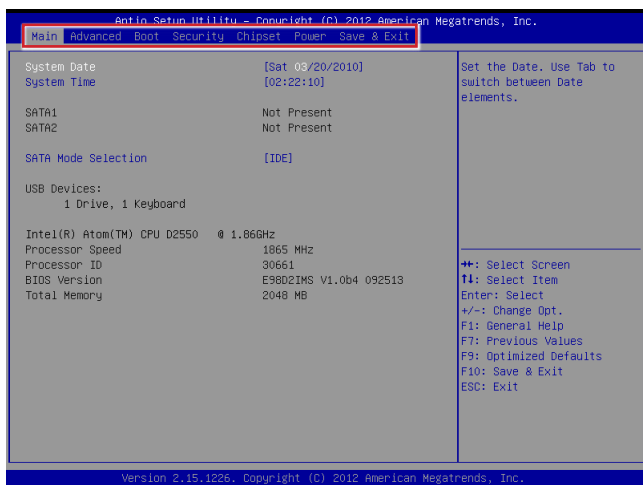 Aptio Setup Utility – Copyright (C) 2012 American Megatrends, Inc.
Main Advanced Boot Security Chipset Power Save & Exit
System Date [Sat 03/20/2010]
System Time [02:22:10]
SATA1 Not Present
SATA2 Not Present
SATA Mode Selection [IDE]
USB Devices:
1 Drive, 1 Keyboard
Intel(R) Atom(TM) CPU D2550 @ 1.86GHz
Processor Speed 1865 MHz
Processor ID 30661
BIOS Version E98D2IMS V1.0b4 092513
Total Memory 2048 MB
Set the Date. Use Tab to
switch between Date
elements.
→←: Select Screen
↑↓: Select Item
Enter: Select
+/-: Change Opt.
F1: General Help
F7: Previous Values
F9: Optimized Defaults
F10: Save & Exit
ESC: Exit
Version 2.15.1226. Copyright (C) 2012 American Megatrends, Inc.